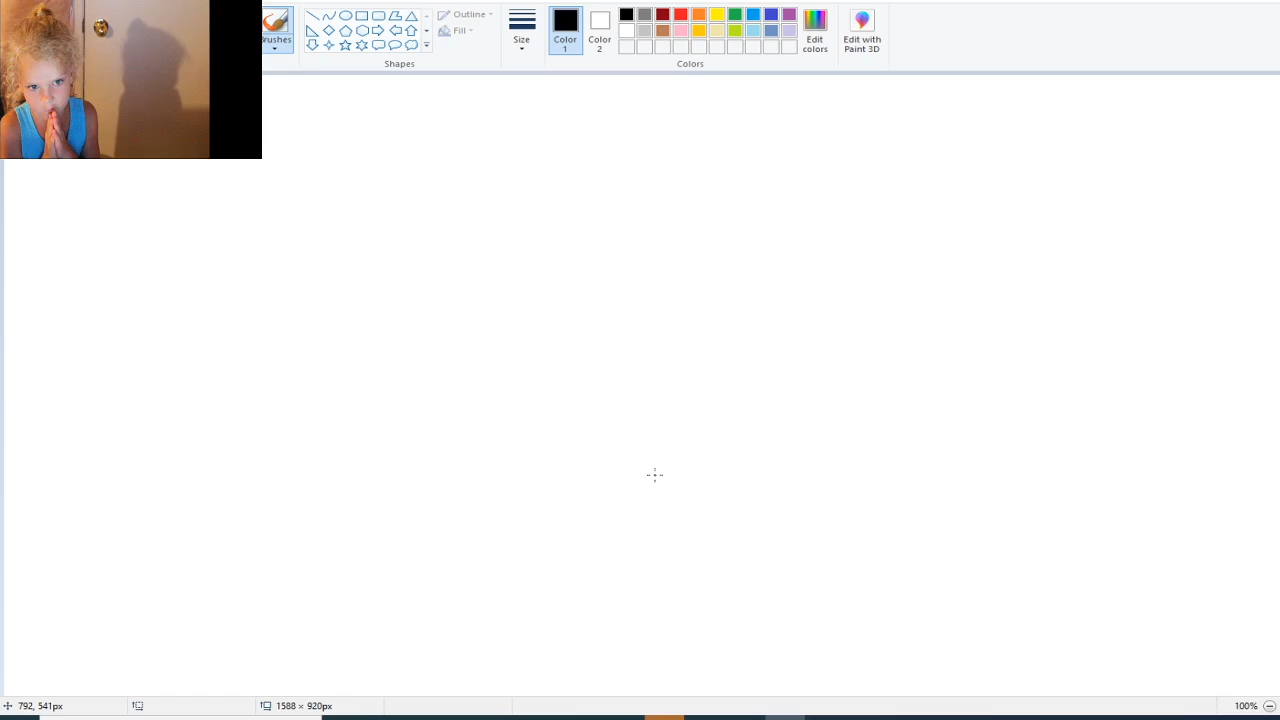 Outline
Fill
Brushes
Size
Color 1
Color 2
Edit colors
Edit with Paint 3D
Shapes
Colors
792, 541px
1588 × 920px
100%